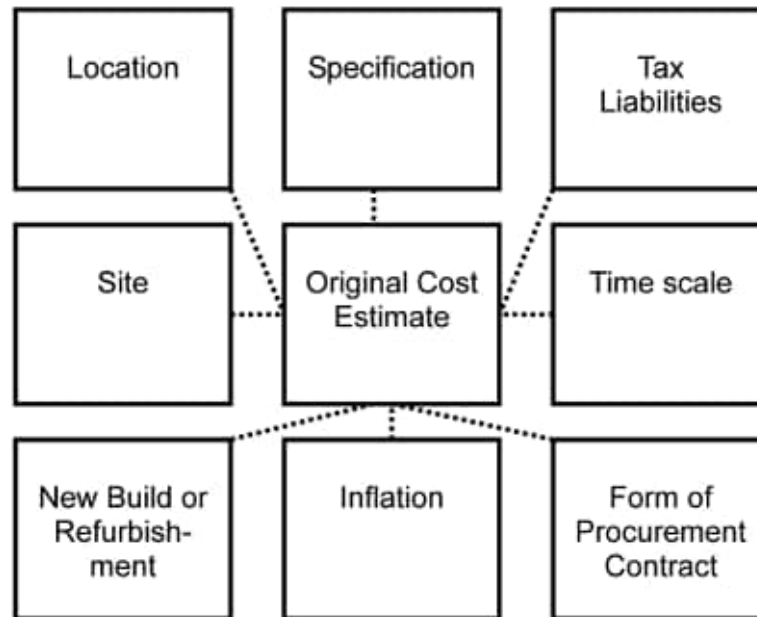 Location
Specification
Tax
Liabilities
Site
Original Cost
Estimate
Time scale
New Build or
Refurbish-
ment
Inflation
Form of
Procurement
Contract